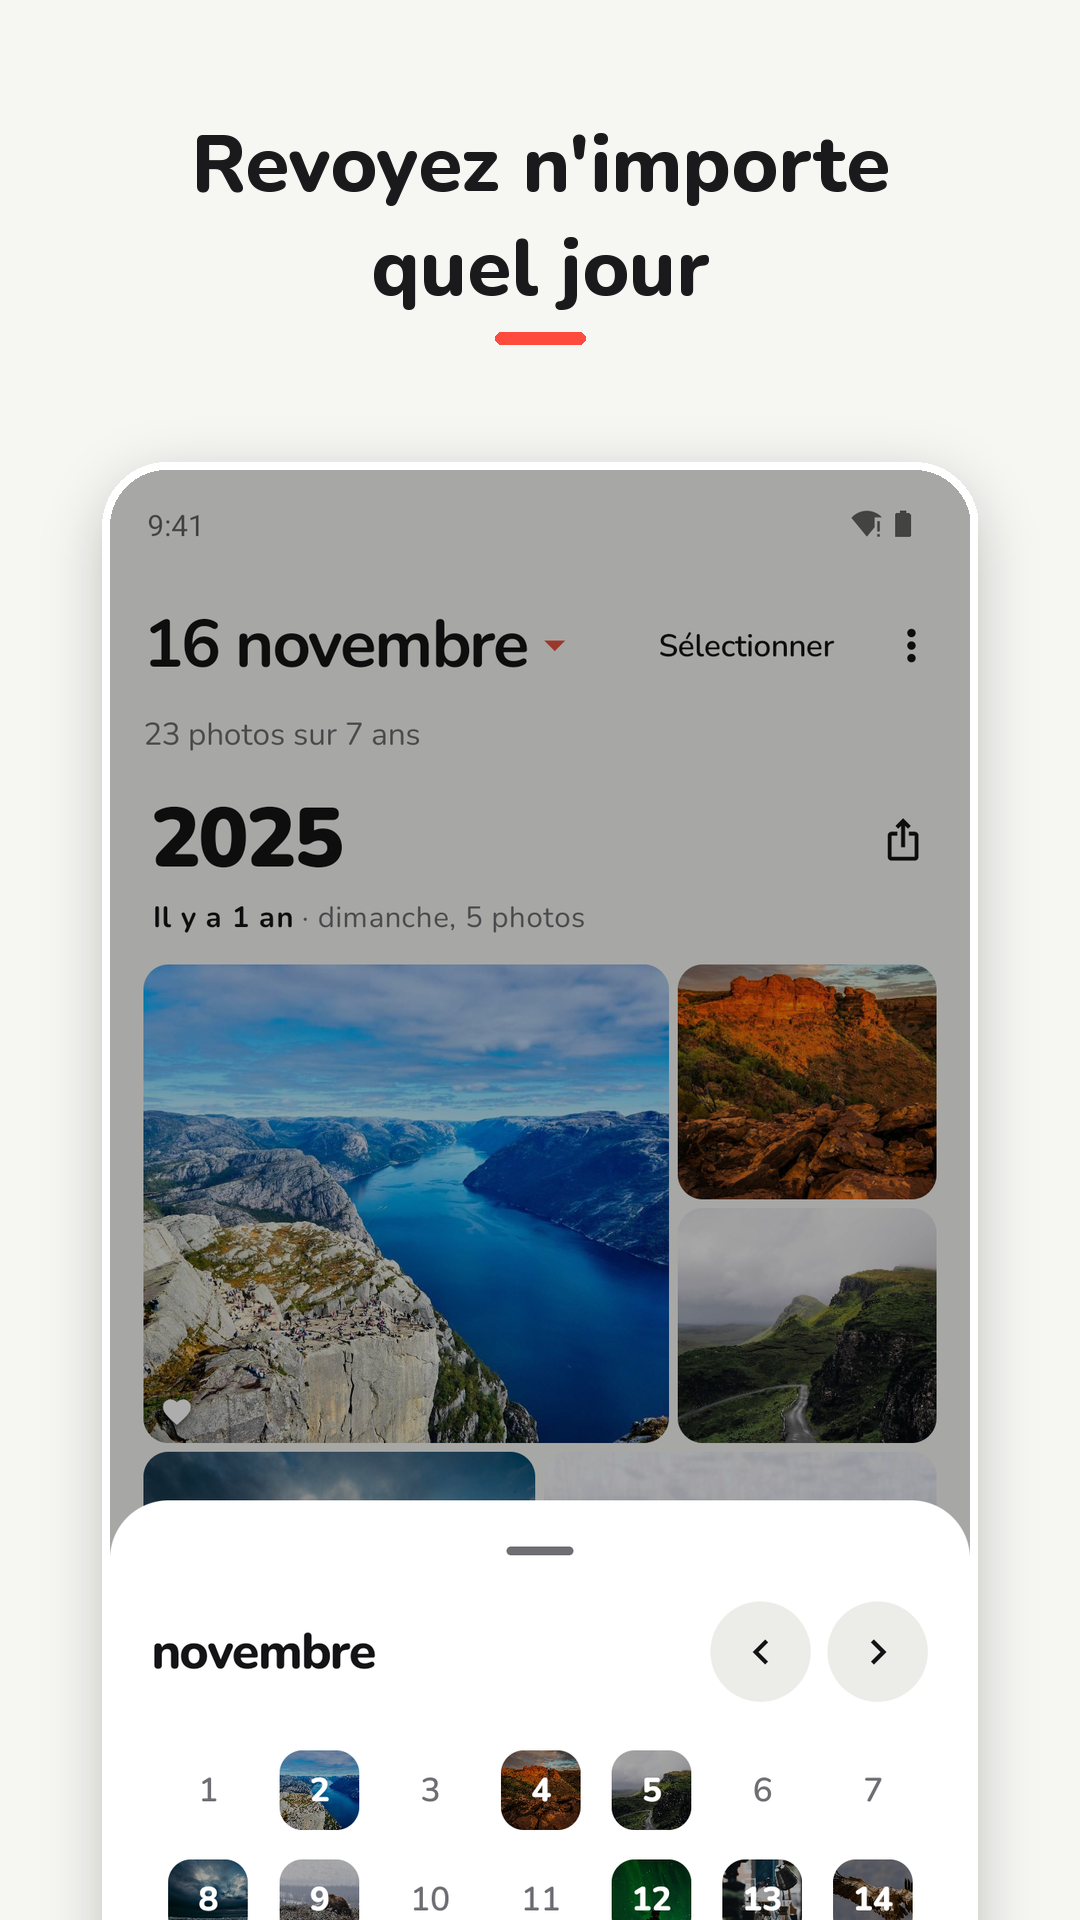 Revoyez n'importe
quel jour
9:41
16 novembre
Sélectionner
23 photos sur 7 ans
2025
Il y a 1 an · dimanche, 5 photos
novembre
1 2 3 4 5 6 7
8 9 10 11 12 13 14